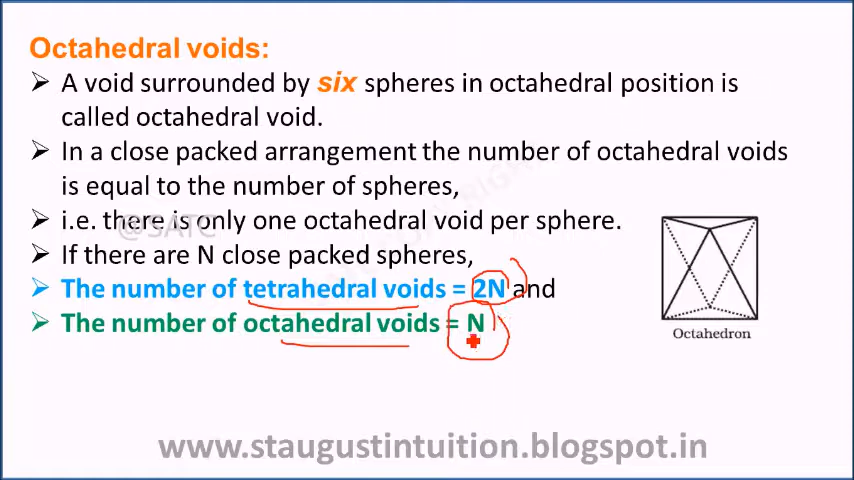 Octahedral voids:
➢ A void surrounded by six spheres in octahedral position is
called octahedral void.
➢ In a close packed arrangement the number of octahedral voids
is equal to the number of spheres,
➢ i.e. there is only one octahedral void per sphere.
@SATC
➢ If there are N close packed spheres,
➢ The number of tetrahedral voids = 2N and
➢ The number of octahedral voids = N
Octahedron
www.staugustintuition.blogspot.in